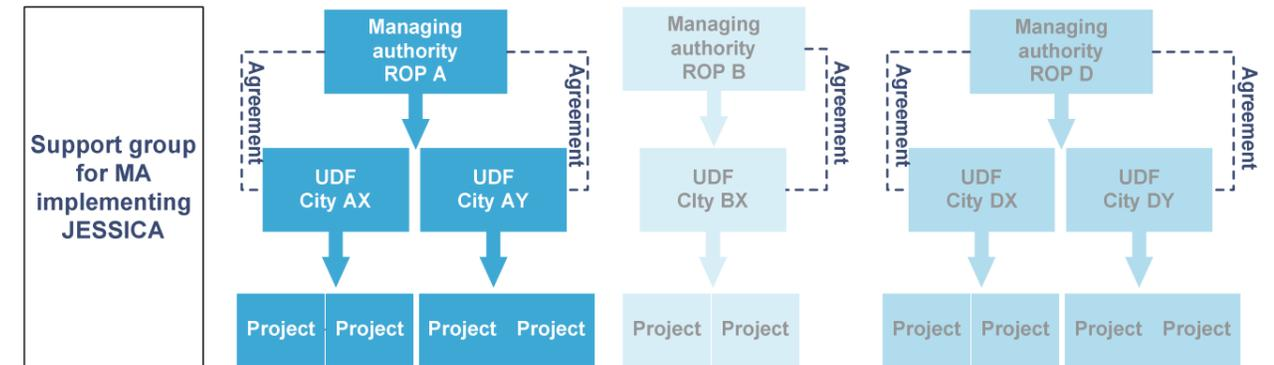 Support group
for MA
implementing
JESSICA
Managing
authority
ROP A
Agreement
Agreement
UDF
City AX
UDF
City AY
Project
Project
Project
Project
Managing
authority
ROP B
Agreement
UDF
CIty BX
Project
Project
Managing
authority
ROP D
Agreement
Agreement
UDF
City DX
UDF
City DY
Project
Project
Project
Project